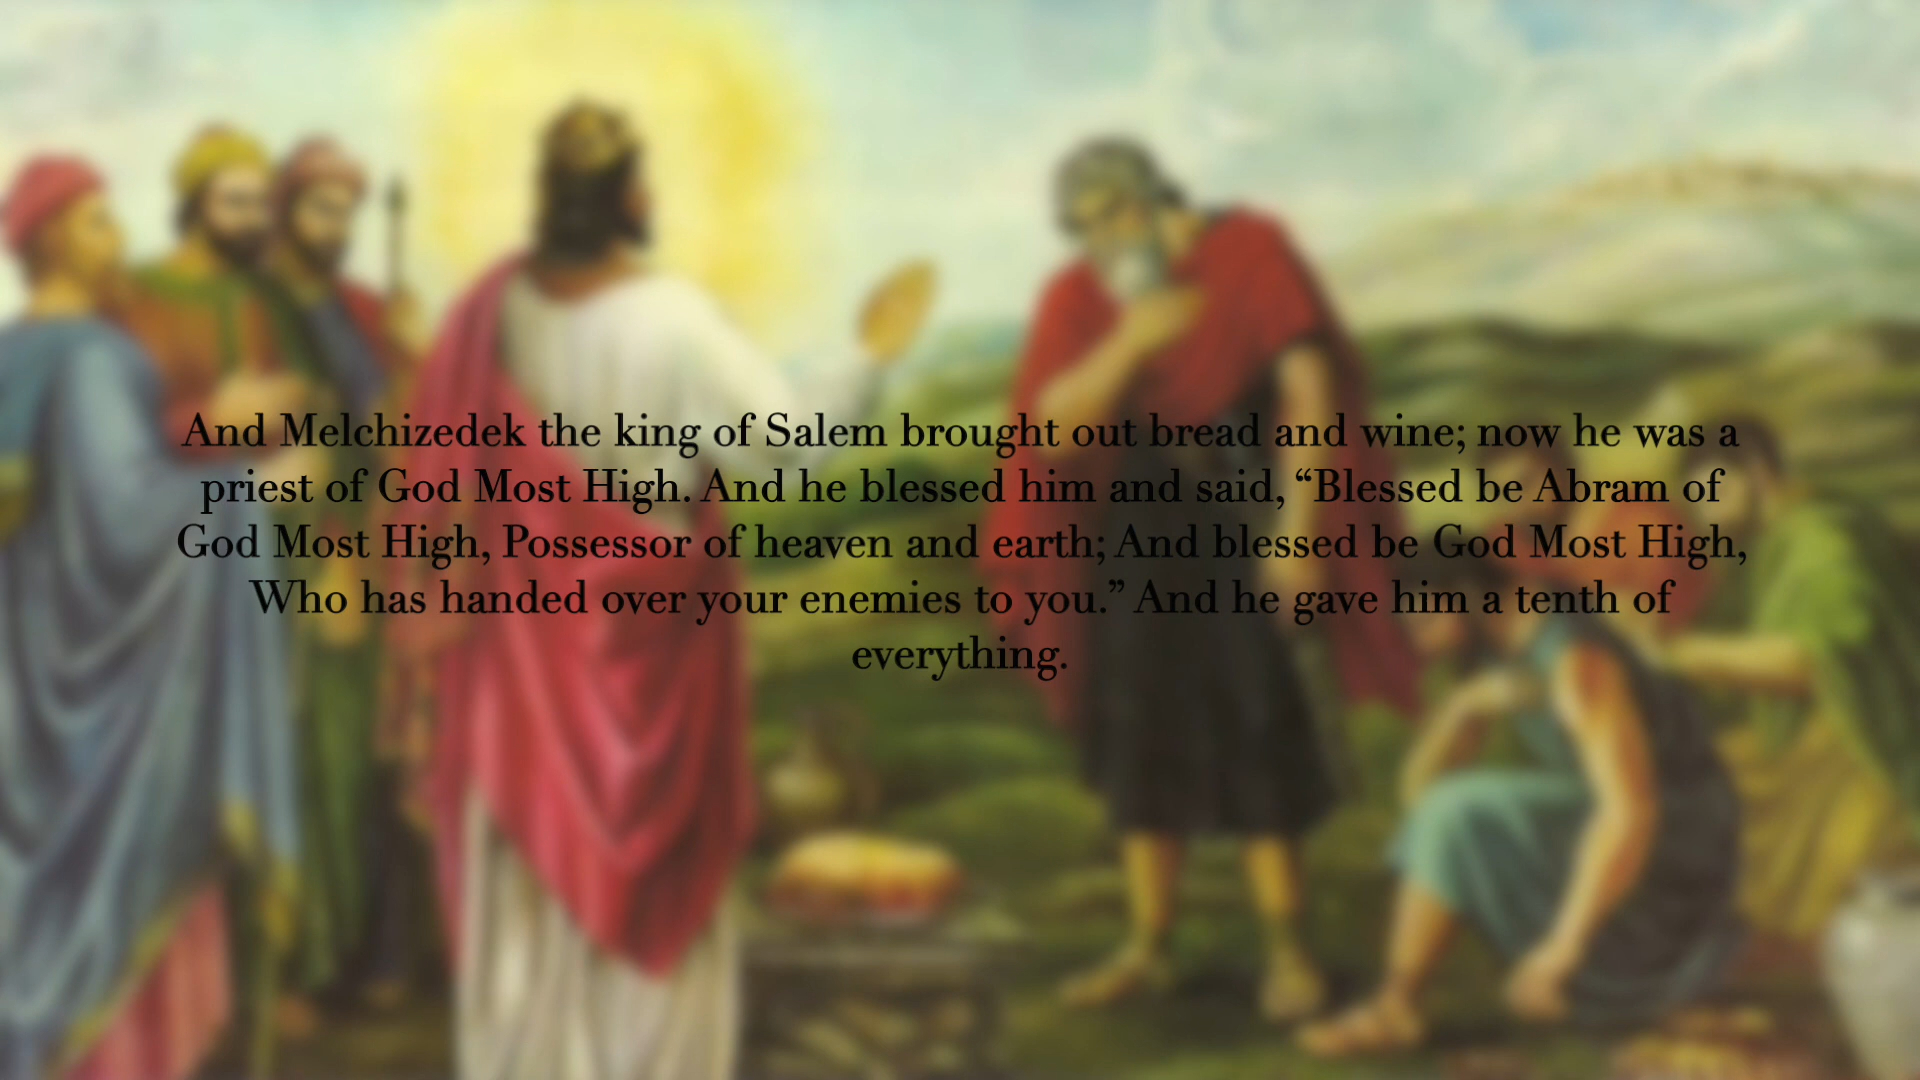 And Melchizedek the king of Salem brought out bread and wine; now he was a
priest of God Most High. And he blessed him and said, “Blessed be Abram of
God Most High, Possessor of heaven and earth; And blessed be God Most High,
Who has handed over your enemies to you.” And he gave him a tenth of
everything.